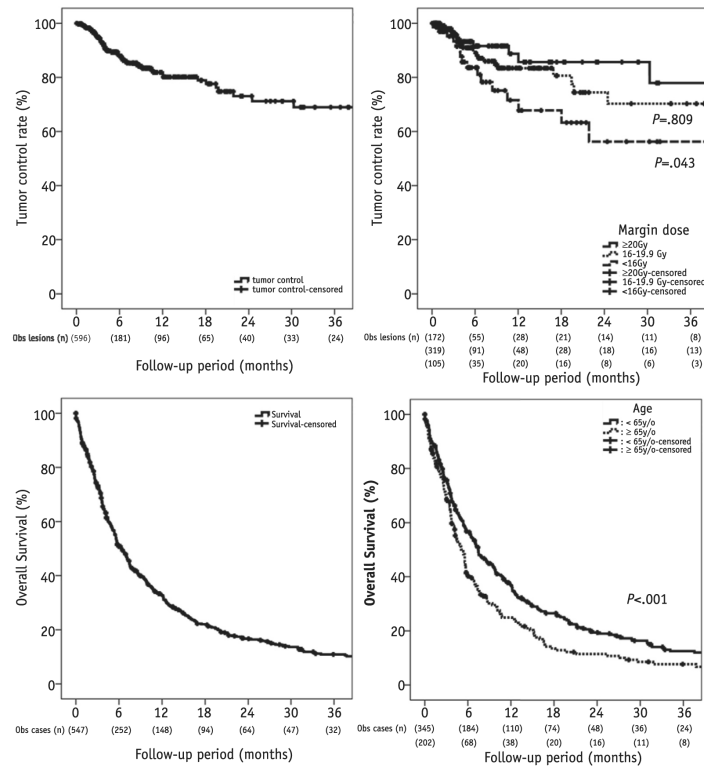 100
80
60
40
20
0
Tumor control rate (%)
tumor control
tumor control-censored
0 6 12 18 24 30 36
Obs lesions (n) (596) (181) (96) (65) (40) (33) (24)
Follow-up period (months)
100
80
60
40
20
0
Tumor control rate (%)
P=.809
P=.043
Margin dose
≥20Gy
16-19.9 Gy
<16Gy
≥20Gy-censored
16-19.9 Gy-censored
<16Gy-censored
0 6 12 18 24 30 36
Obs lesions (n) (172) (55) (28) (21) (14) (11) (8)
(319) (91) (48) (28) (18) (16) (13)
(105) (35) (20) (16) (8) (6) (3)
Follow-up period (months)
100
80
60
40
20
0
Overall Survival (%)
Survival
Survival-censored
0 6 12 18 24 30 36
Obs cases (n) (547) (252) (148) (94) (64) (47) (32)
Follow-up period (months)
100
80
60
40
20
0
Overall Survival (%)
Age
: < 65y/o
: ≥ 65y/o
: < 65y/o-censored
: ≥ 65y/o-censored
P<.001
0 6 12 18 24 30 36
Obs cases (n) (345) (184) (110) (74) (48) (36) (24)
(202) (68) (38) (20) (16) (11) (8)
Follow-up period (months)